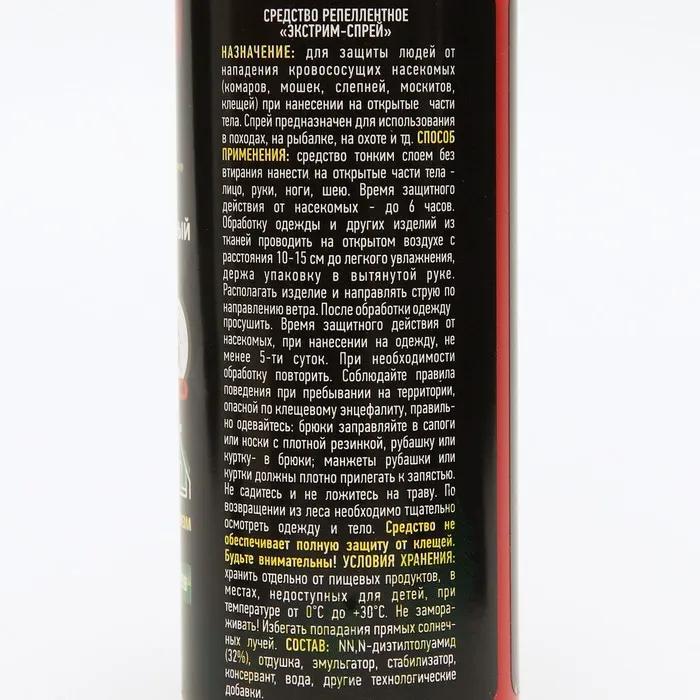 СРЕДСТВО РЕПЕЛЛЕНТНОЕ
«ЭКСТРИМ-СПРЕЙ»
НАЗНАЧЕНИЕ: для защиты людей от
нападения кровососущих насекомых
(комаров, мошек, слепней, москитов,
клещей) при нанесении на открытые части
тела. Спрей предназначен для использования
в походах, на рыбалке, на охоте и тд. СПОСОБ
ПРИМЕНЕНИЯ: средство тонким слоем без
втирания нанести на открытые части тела -
лицо, руки, ноги, шею. Время защитного
действия от насекомых - до 6 часов.
Обработку одежды и других изделий из
тканей проводить на открытом воздухе с
расстояния 10-15 см до легкого увлажнения,
держа упаковку в вытянутой руке.
Располагать изделие и направлять струю по
направлению ветра. После обработки одежду
просушить. Время защитного действия от
насекомых, при нанесении на одежду, не
менее 5-ти суток. При необходимости
обработку повторить. Соблюдайте правила
поведения при пребывании на территории,
опасной по клещевому энцефалиту, правиль-
но одевайтесь: брюки заправляйте в сапоги
или носки с плотной резинкой, рубашку или
куртку- в брюки; манжеты рубашки или
куртки должны плотно прилегать к запястью.
Не садитесь и не ложитесь на траву. По
возвращении из леса необходимо тщательно
осмотреть одежду и тело. Средство не
обеспечивает полную защиту от клещей.
Будьте внимательны! УСЛОВИЯ ХРАНЕНИЯ:
хранить отдельно от пищевых продуктов, в
местах, недоступных для детей, при
температуре от 0°С до +30°С. Не замора-
живать! Избегать попадания прямых солнеч-
ных лучей. СОСТАВ: NN,N-диэтилтолуамид
(32%), отдушка, эмульгатор, стабилизатор,
консервант, вода, другие технологические
добавки.